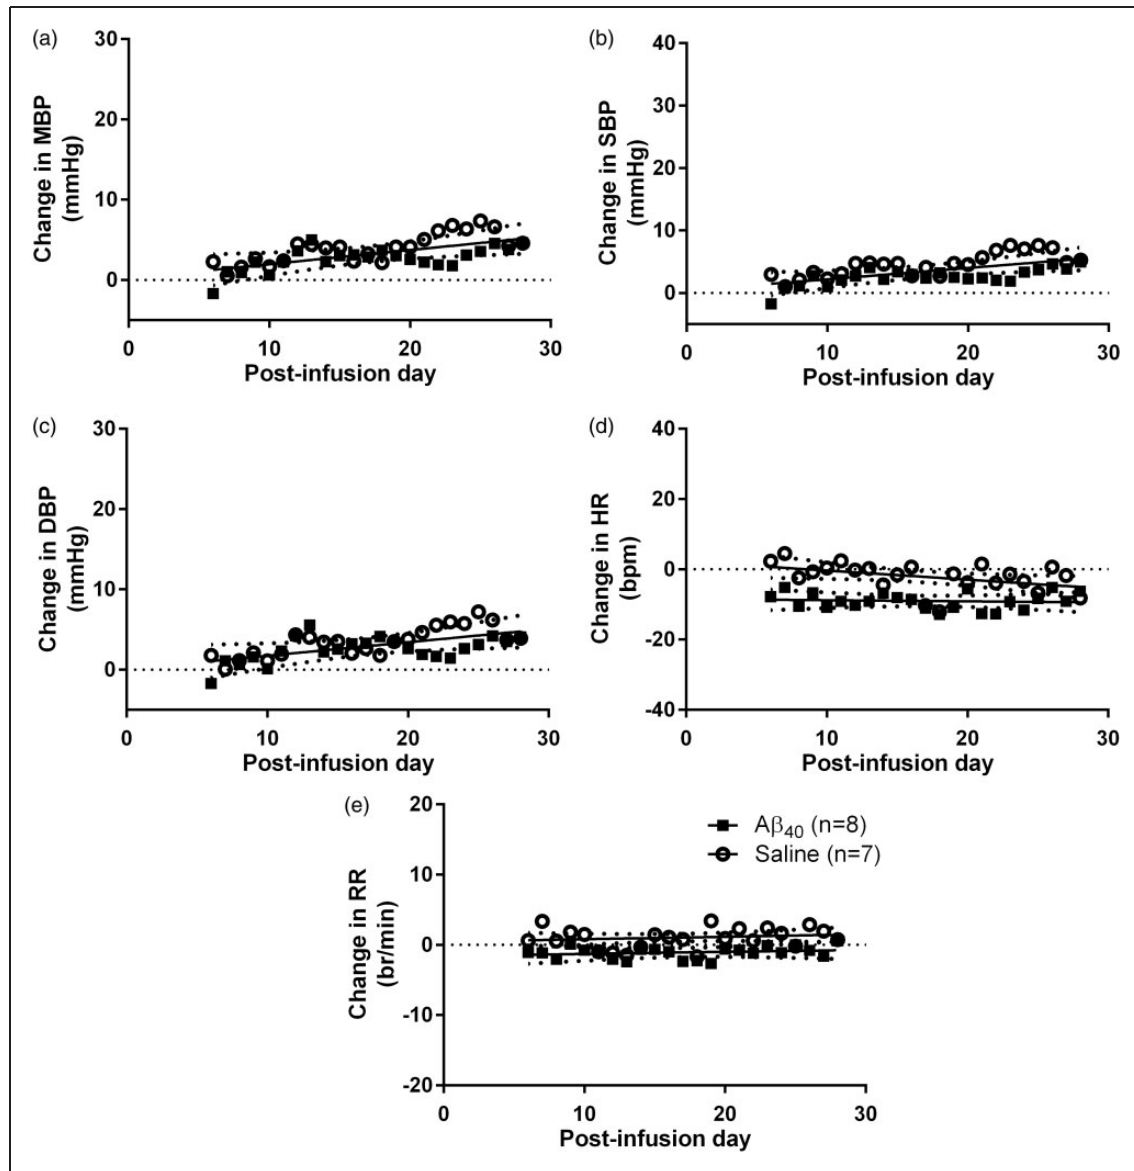 (a)
Change in MBP
(mmHg)
30
20
10
0
0 10 20 30
Post-infusion day
(b)
Change in SBP
(mmHg)
40
30
20
10
0
0 10 20 30
Post-infusion day
(c)
Change in DBP
(mmHg)
30
20
10
0
0 10 20 30
Post-infusion day
(d)
Change in HR
(bpm)
40
20
0
-20
-40
0 10 20 30
Post-infusion day
(e)
Change in RR
(br/min)
20
10
0
-10
-20
0 10 20 30
Post-infusion day
Aβ₄₀ (n=8)
Saline (n=7)